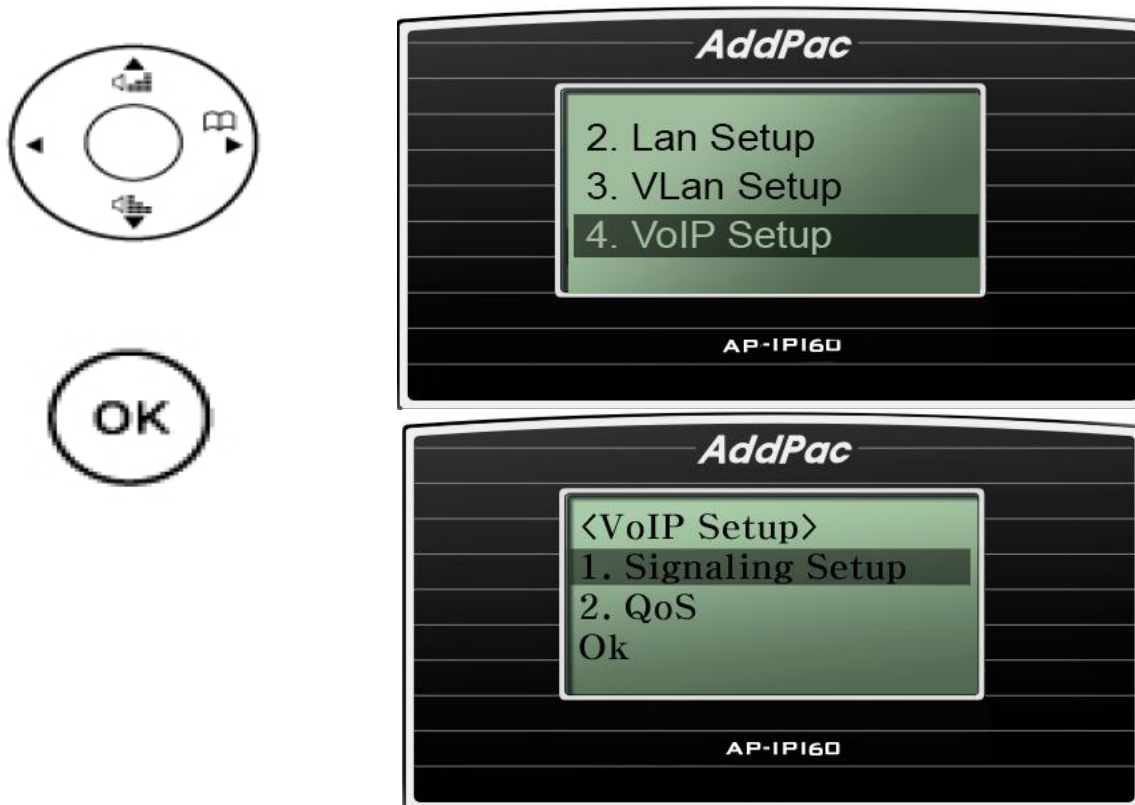 AddPac
2. Lan Setup
3. VLan Setup
4. VoIP Setup
AP-IP160
OK
AddPac
<VoIP Setup>
1. Signaling Setup
2. QoS
Ok
AP-IP160